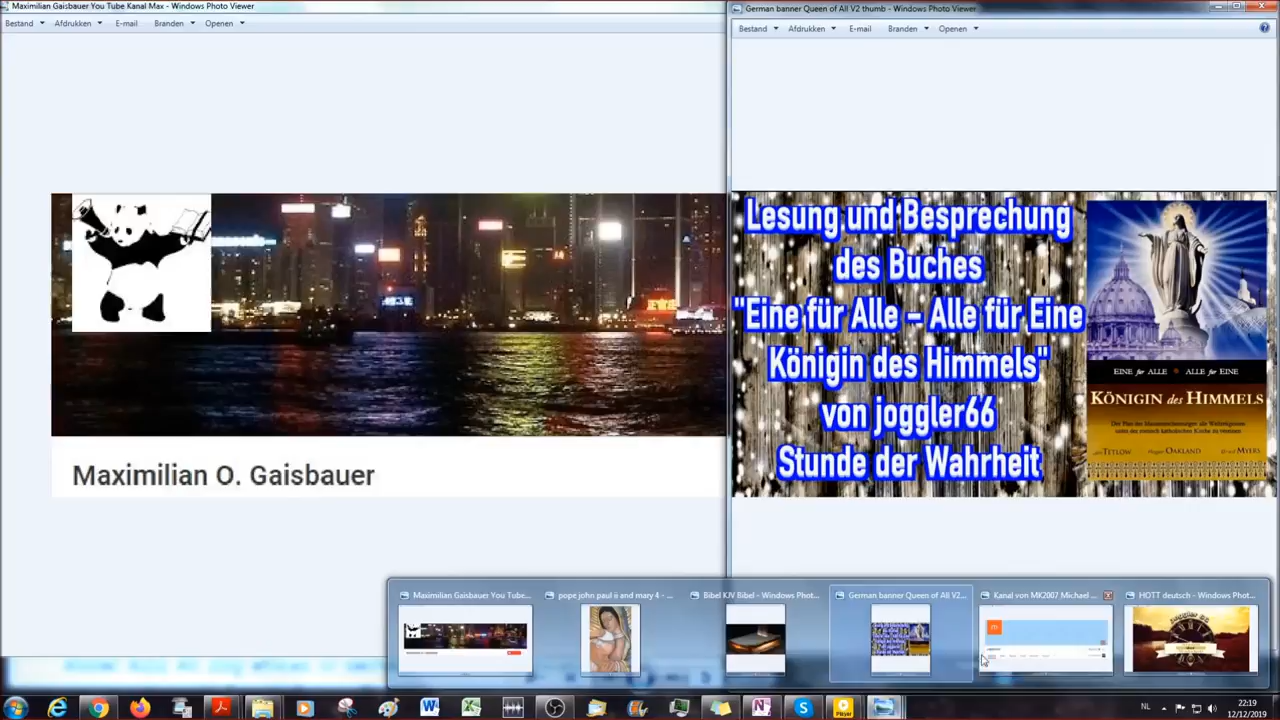 Maximilian Gaisbauer You Tube Kanal Max - Windows Photo Viewer
Bestand Afdrukken E-mail Branden Openen
German banner Queen of All V2 thumb - Windows Photo Viewer
Bestand Afdrukken E-mail Branden Openen
Maximilian O. Gaisbauer
Lesung und Besprechung
des Buches
"Eine für Alle – Alle für Eine
Königin des Himmels"
von joggler66
Stunde der Wahrheit
EINE für ALLE • ALLE für EINE
KÖNIGIN des HIMMELS
TETLOW OAKLAND MYERS
Maximilian Gaisbauer You Tube...
pope john paul ii and mary 4 - ...
Bibel KJV Bibel - Windows Phot...
German banner Queen of All V2...
Kanal von MK2007 Michael ...
HOTT deutsch - Windows Phot...
NL
22:19
12/12/2019